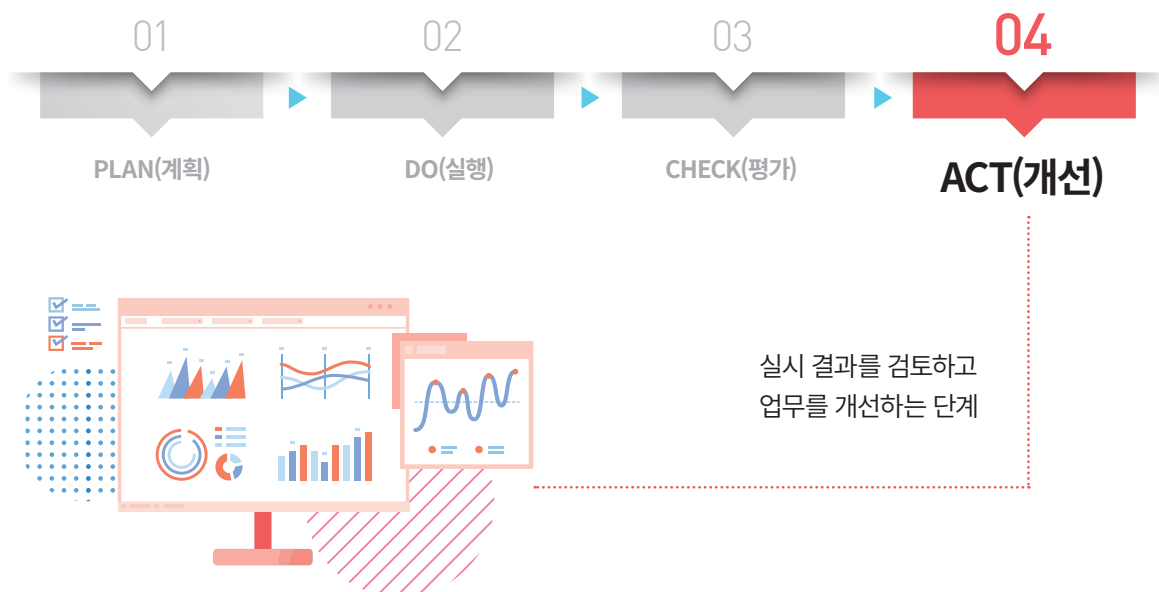 01
02
03
04
PLAN(계획)
DO(실행)
CHECK(평가)
ACT(개선)
실시 결과를 검토하고
업무를 개선하는 단계